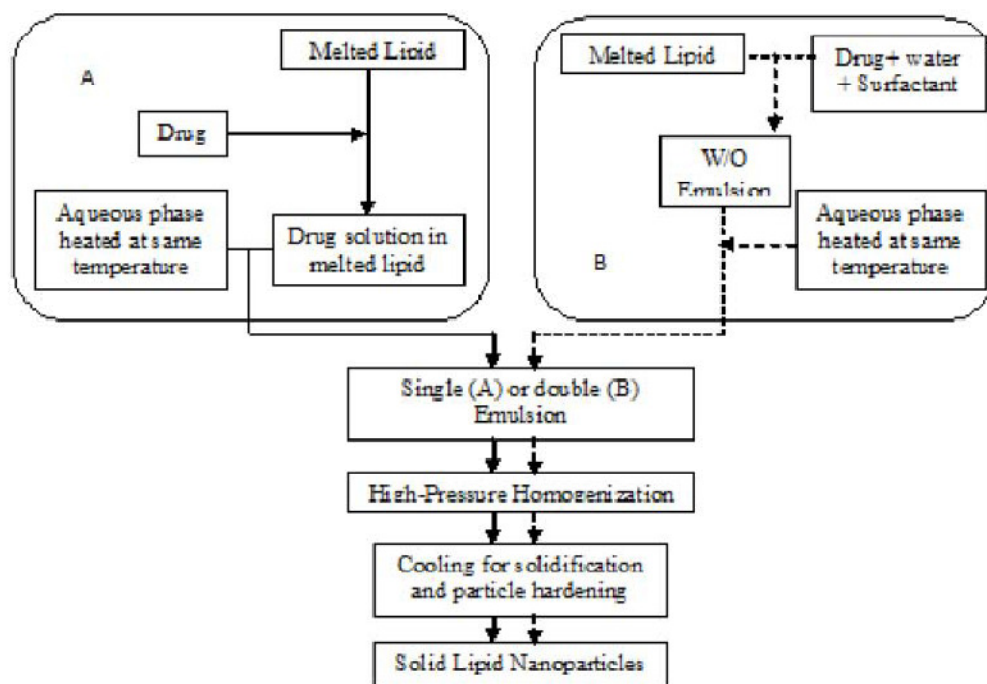 A
Melted Lipid
Drug
Aqueous phase
heated at same
temperature
Drug solution in
melted lipid
B
Melted Lipid
Drug+ water
+ Surfactant
W/O
Emulsion
Aqueous phase
heated at same
temperature
Single (A) or double (B)
Emulsion
High-Pressure Homogenization
Cooling for solidification
and particle hardening
Solid Lipid Nanoparticles